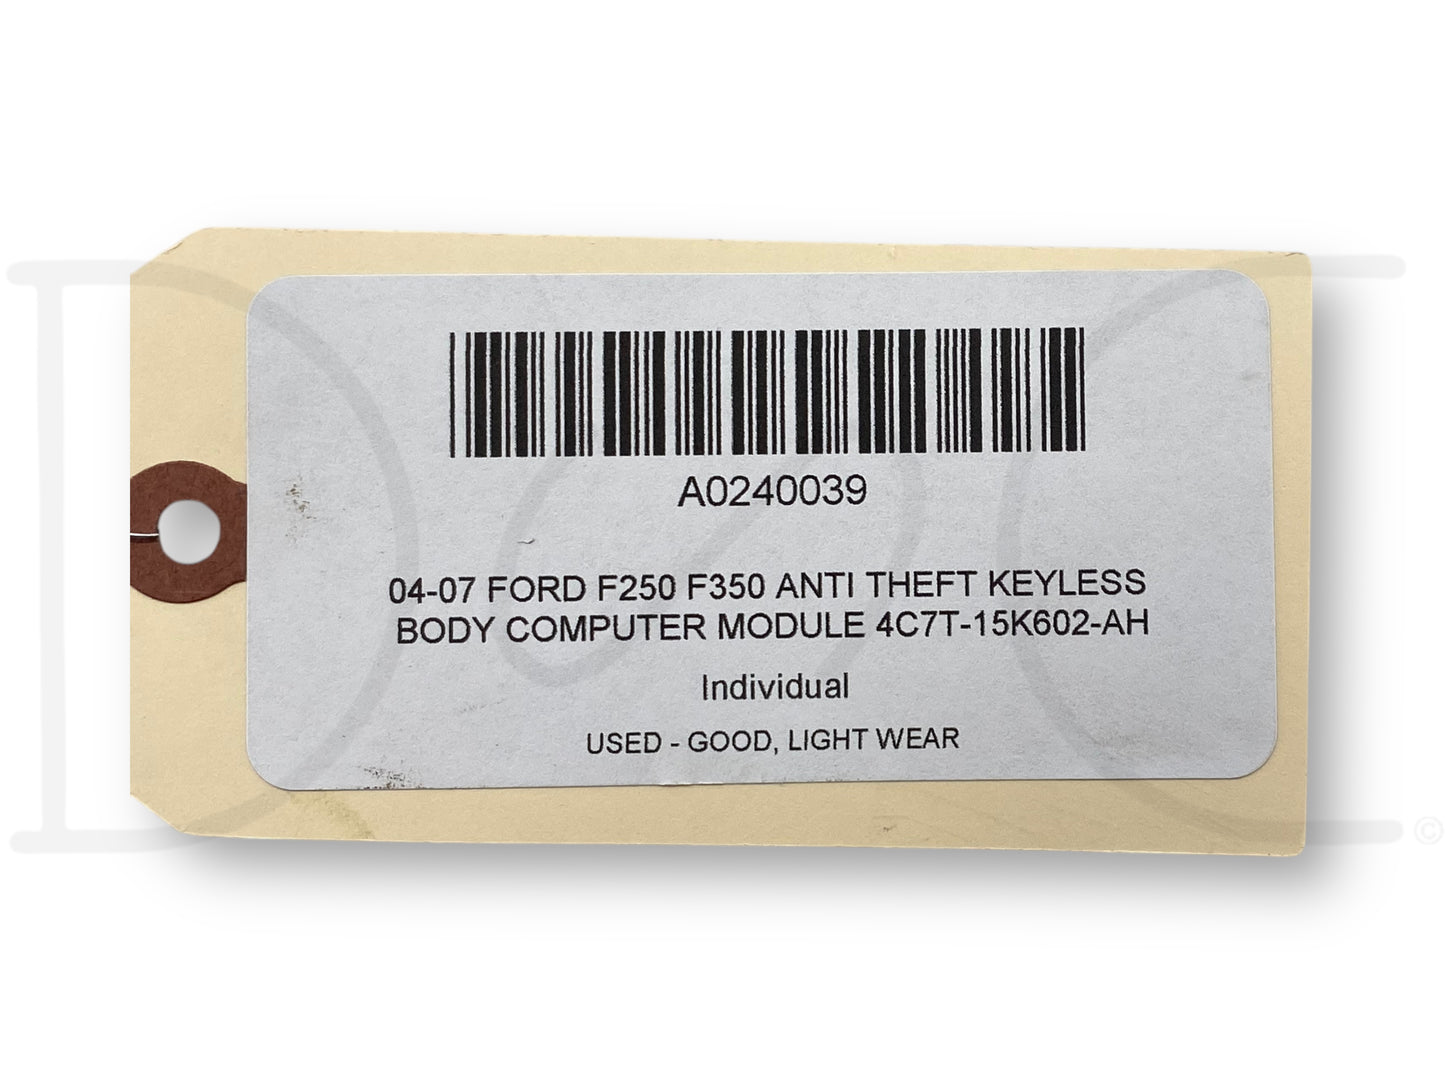 A0240039
04-07 FORD F250 F350 ANTI THEFT KEYLESS
BODY COMPUTER MODULE 4C7T-15K602-AH
Individual
USED - GOOD, LIGHT WEAR
©